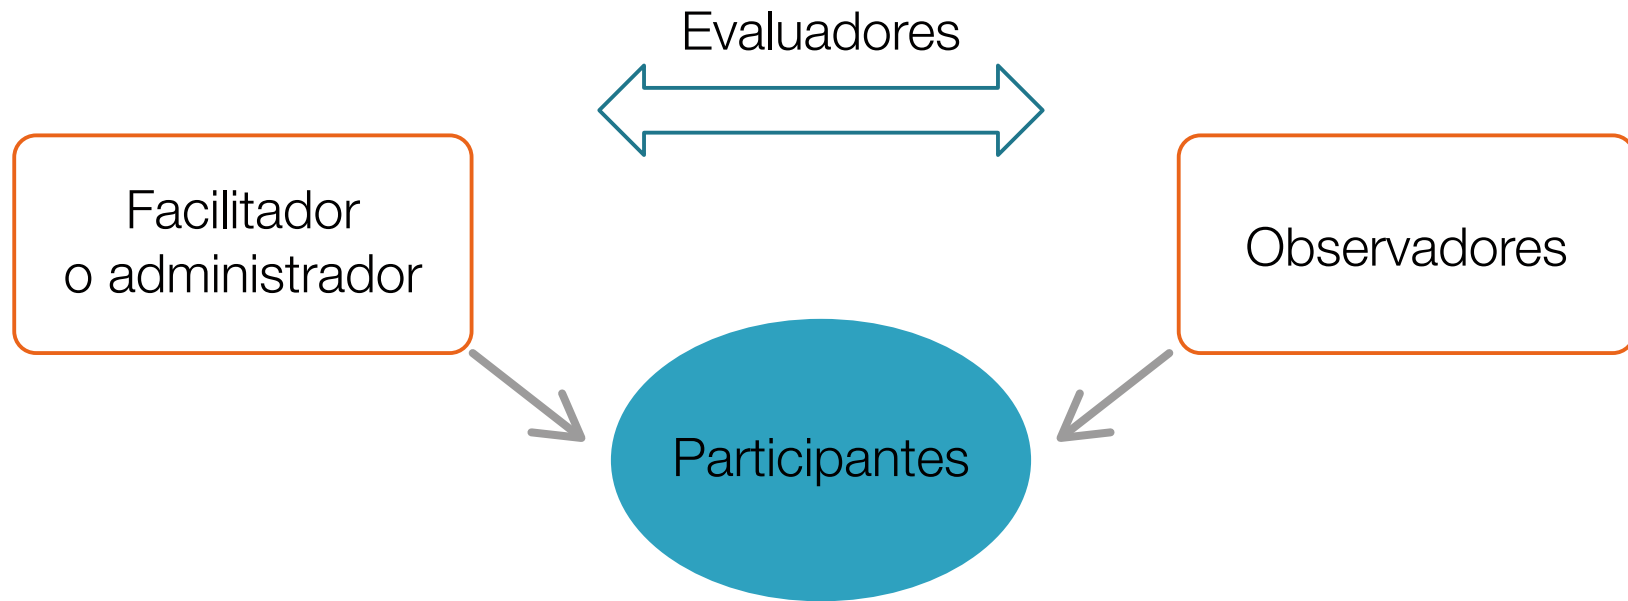 Evaluadores
Facilitador
o administrador
Observadores
Participantes